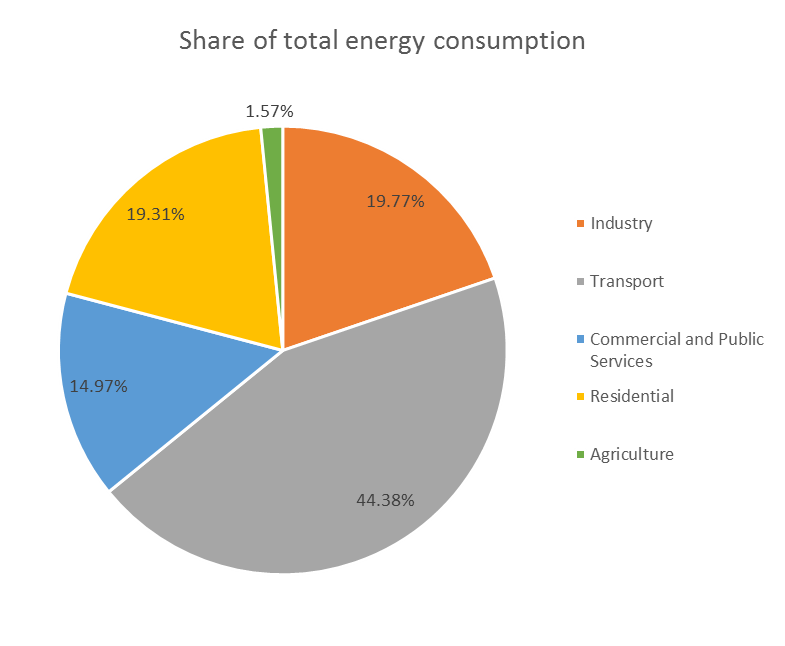 Share of total energy consumption
1.57%
19.77%
19.31%
14.97%
44.38%
Industry
Transport
Commercial and Public
Services
Residential
Agriculture